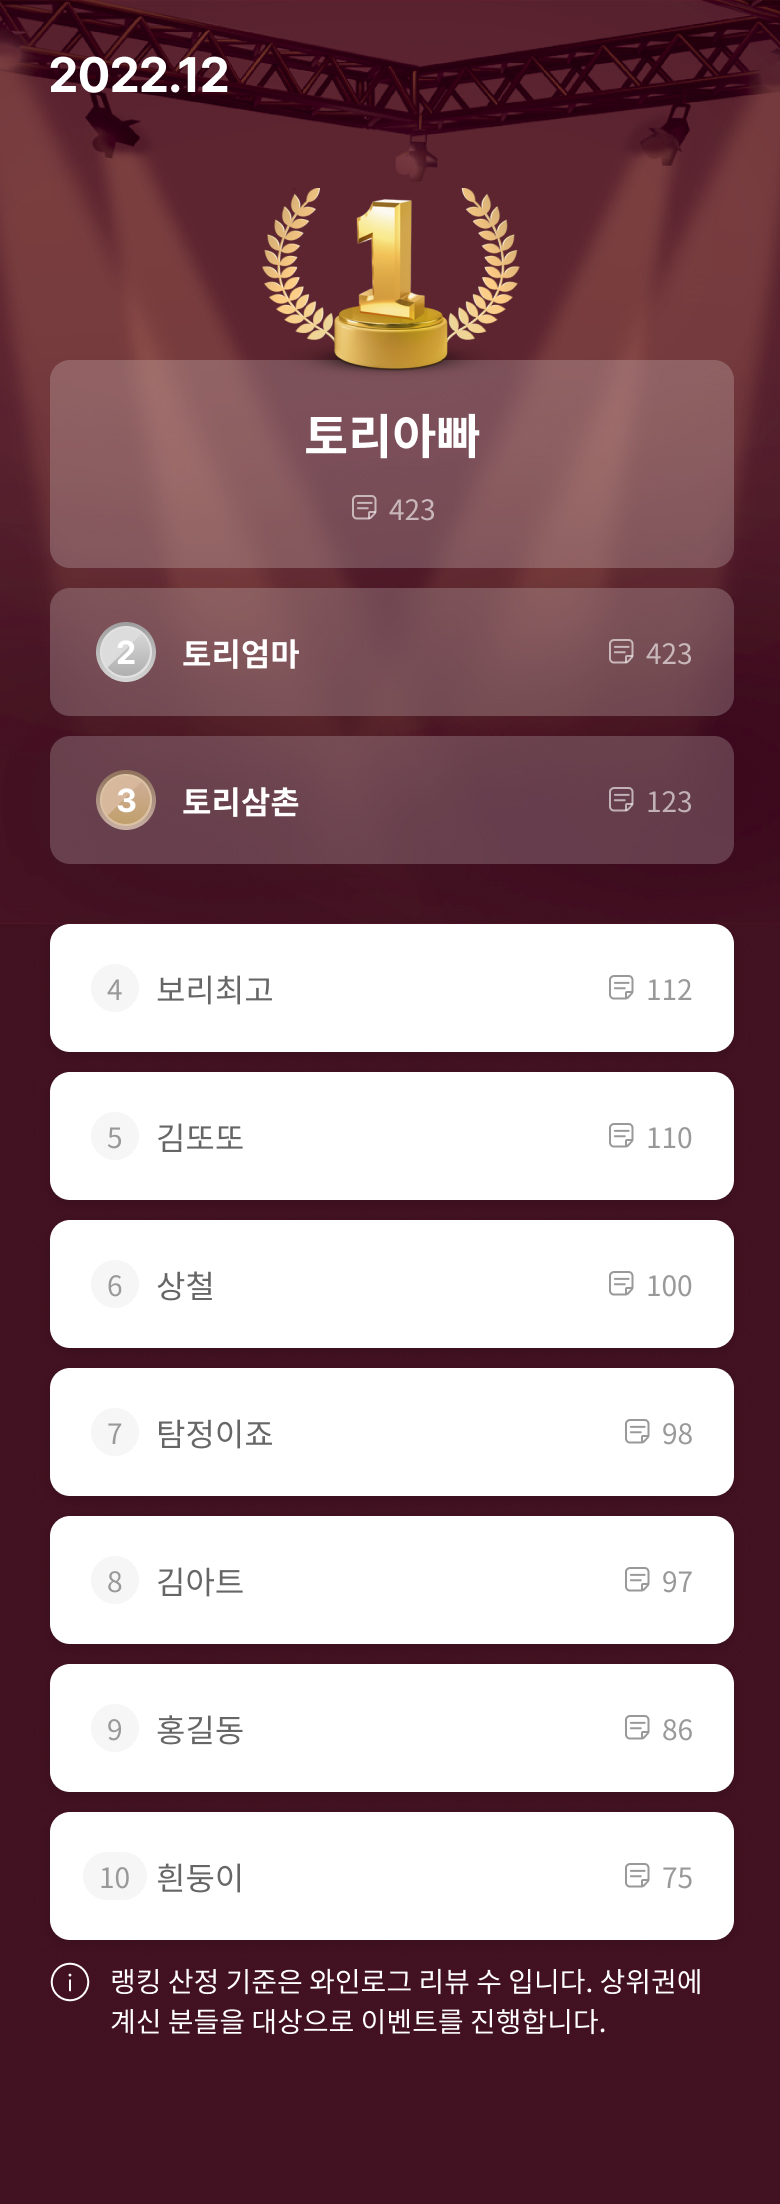 2022.12
1
토리아빠
423
2 토리엄마 423
3 토리삼촌 123
4 보리최고 112
5 김또또 110
6 상철 100
7 탐정이죠 98
8 김아트 97
9 홍길동 86
10 흰둥이 75
랭킹 산정 기준은 와인로그 리뷰 수 입니다. 상위권에
계신 분들을 대상으로 이벤트를 진행합니다.